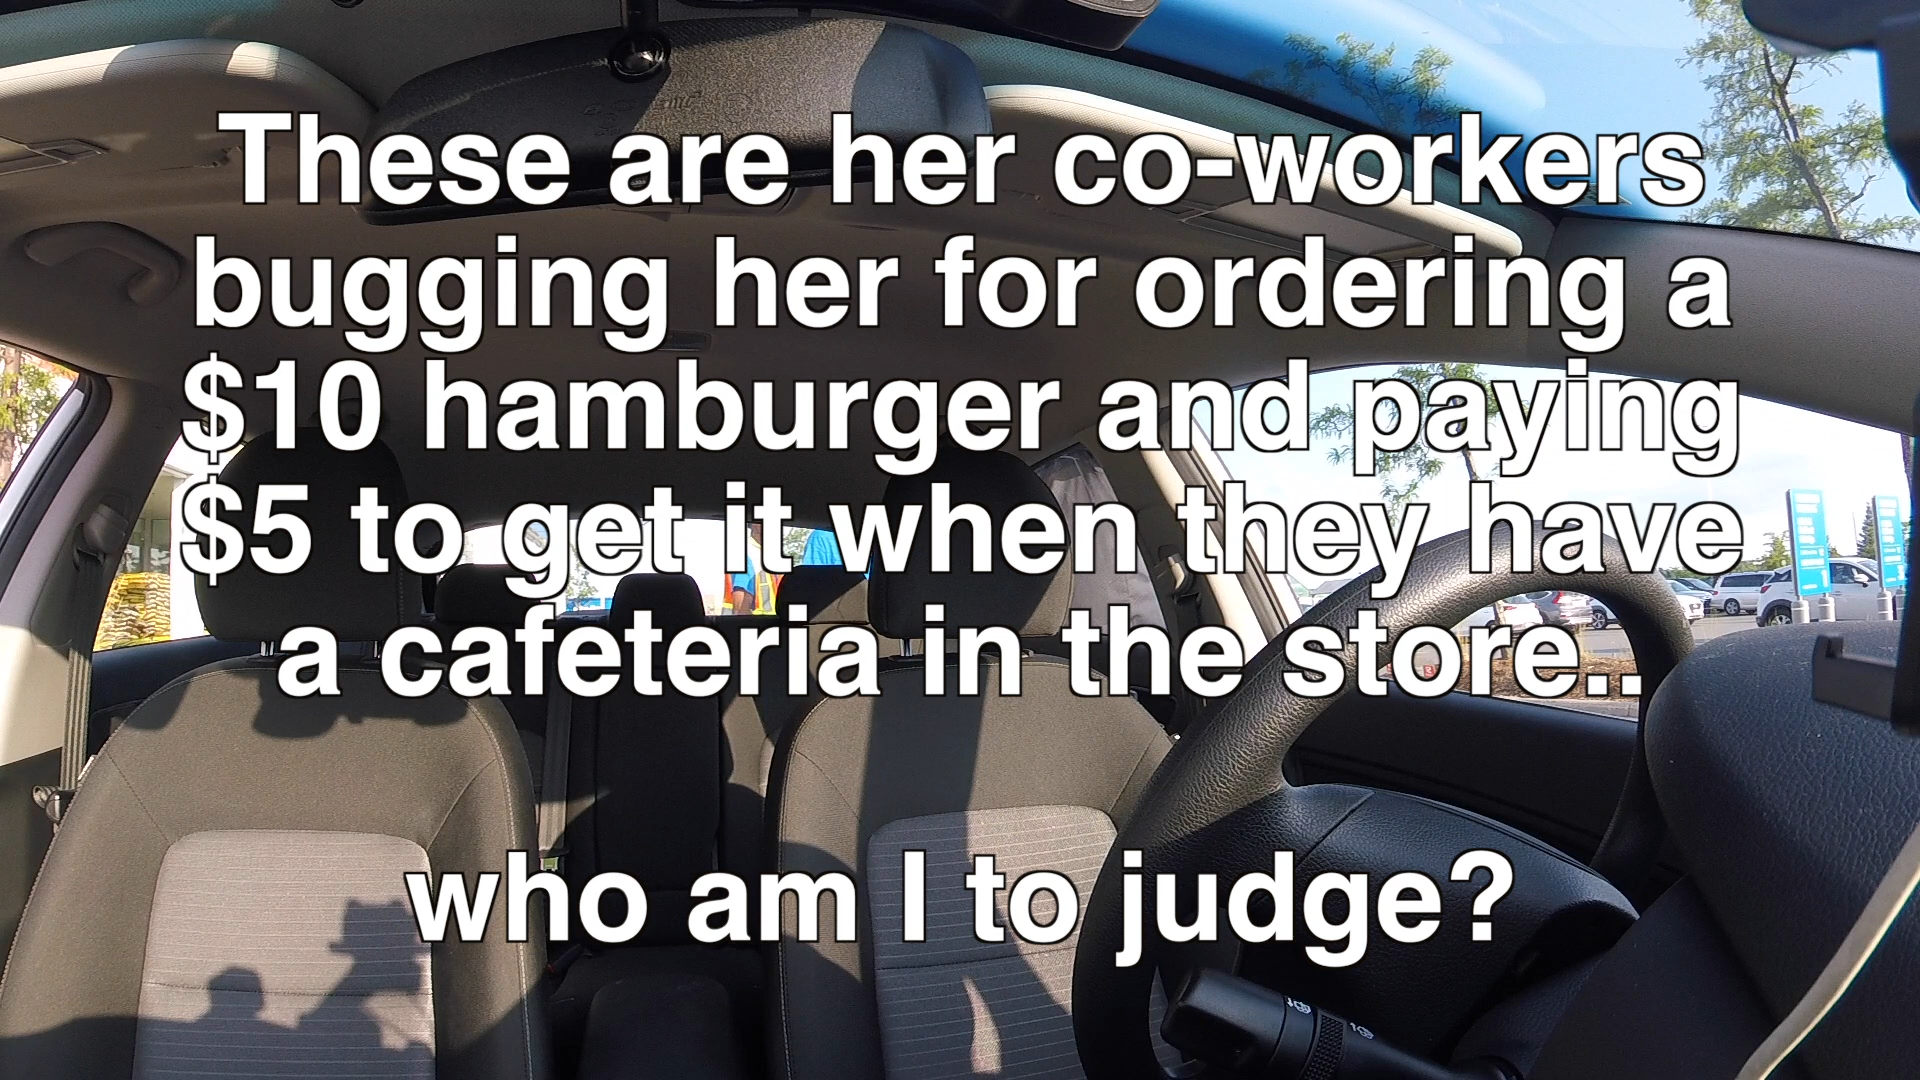 These are her co-workers
bugging her for ordering a
$10 hamburger and paying
$5 to get it when they have
a cafeteria in the store..
who am I to judge?